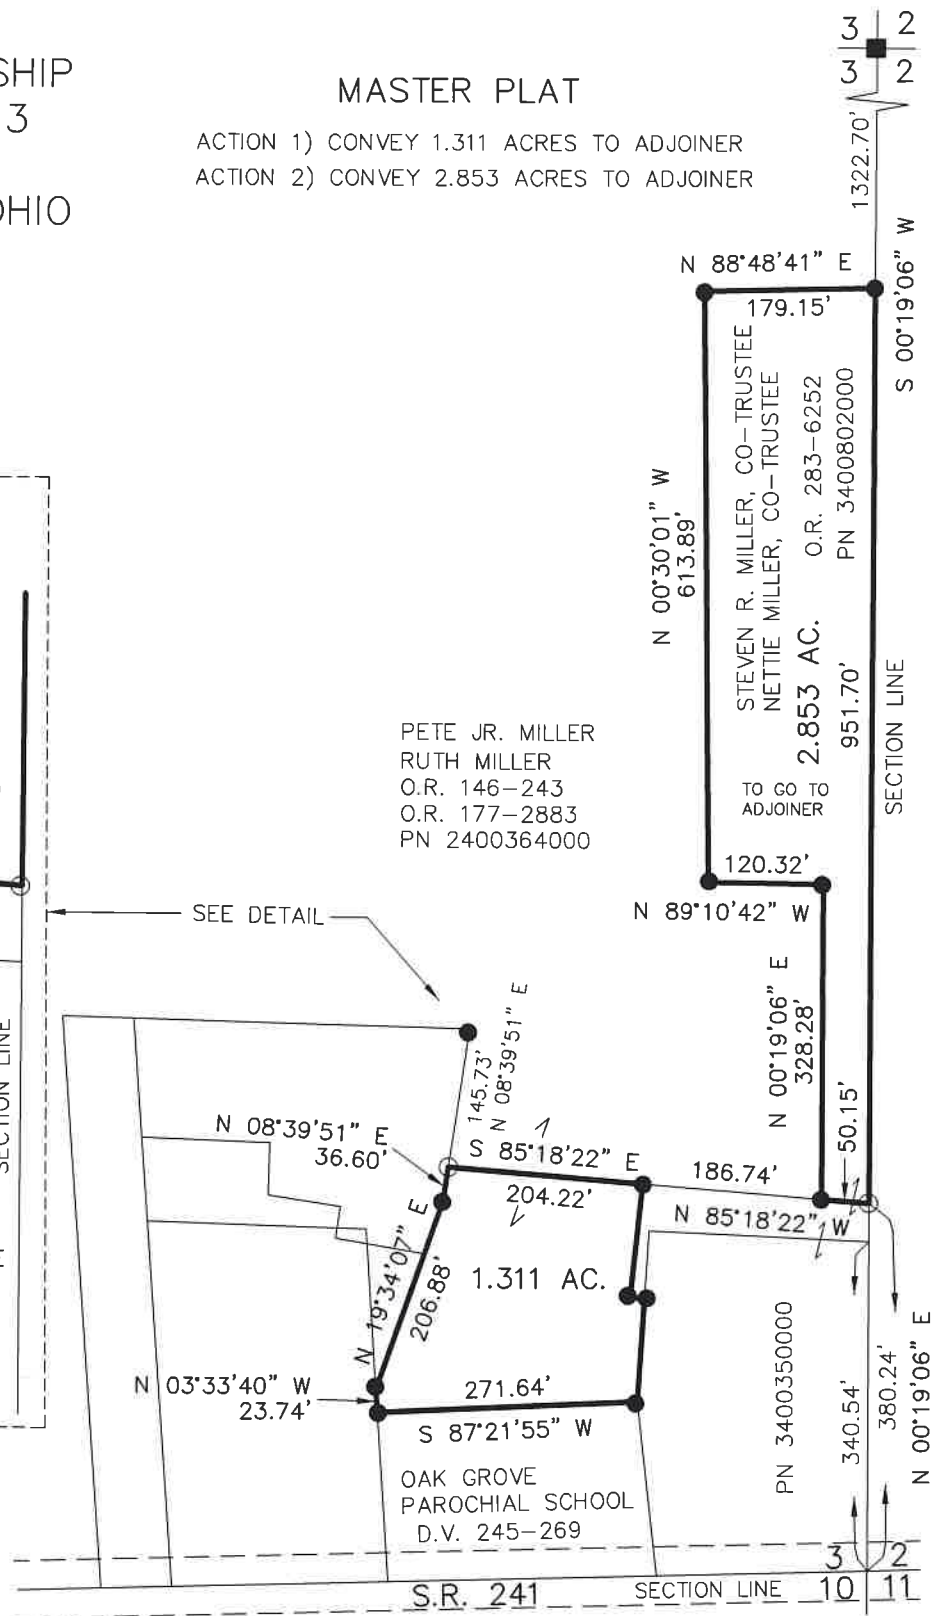 SHIP
3
OHIO
MASTER PLAT
ACTION 1) CONVEY 1.311 ACRES TO ADJOINER
ACTION 2) CONVEY 2.853 ACRES TO ADJOINER
3 2
3 2
1322.70'
S 00°19'06" W
N 88°48'41" E
179.15'
STEVEN R. MILLER, CO-TRUSTEE
NETTIE MILLER, CO-TRUSTEE
O.R. 283-6252
PN 3400802000
2.853 AC.
951.70'
TO GO TO
ADJOINER
SECTION LINE
N 00°30'01" W
613.89'
PETE JR. MILLER
RUTH MILLER
O.R. 146-243
O.R. 177-2883
PN 2400364000
120.32'
N 89°10'42" W
SEE DETAIL
N 00°19'06" E
328.28'
50.15'
SECTION LINE
145.73'
N 08°39'51" E
N 08°39'51" E
36.60'
S 85°18'22" E
204.22'
186.74'
N 85°18'22" W
N 19°34'07" E
206.88'
1.311 AC.
N 03°33'40" W
23.74'
271.64'
S 87°21'55" W
PN 3400350000
340.54'
380.24'
N 00°19'06" E
OAK GROVE
PAROCHIAL SCHOOL
D.V. 245-269
3 2
S.R. 241
SECTION LINE
10 11